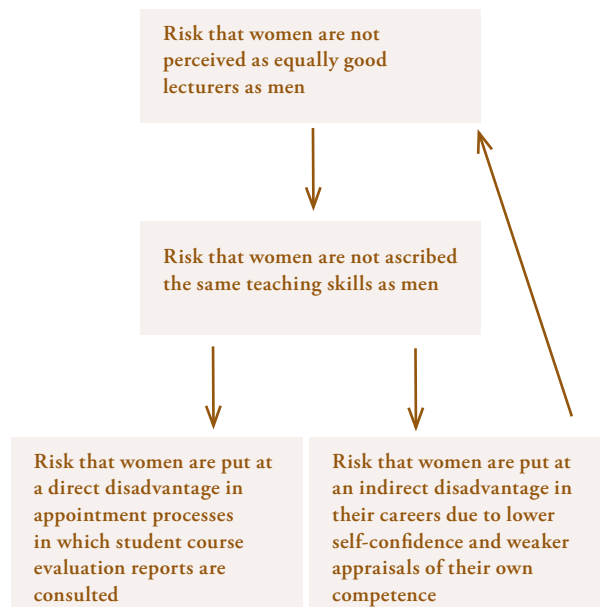 Risk that women are not
perceived as equally good
lecturers as men
Risk that women are not ascribed
the same teaching skills as men
Risk that women are put at
a direct disadvantage in
appointment processes
in which student course
evaluation reports are
consulted
Risk that women are put at
an indirect disadvantage in
their careers due to lower
self-confidence and weaker
appraisals of their own
competence